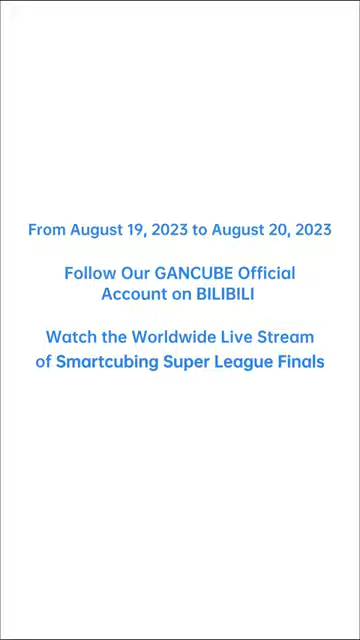 From August 19, 2023 to August 20, 2023
Follow Our GANCUBE Official
Account on BILIBILI
Watch the Worldwide Live Stream
of Smartcubing Super League Finals